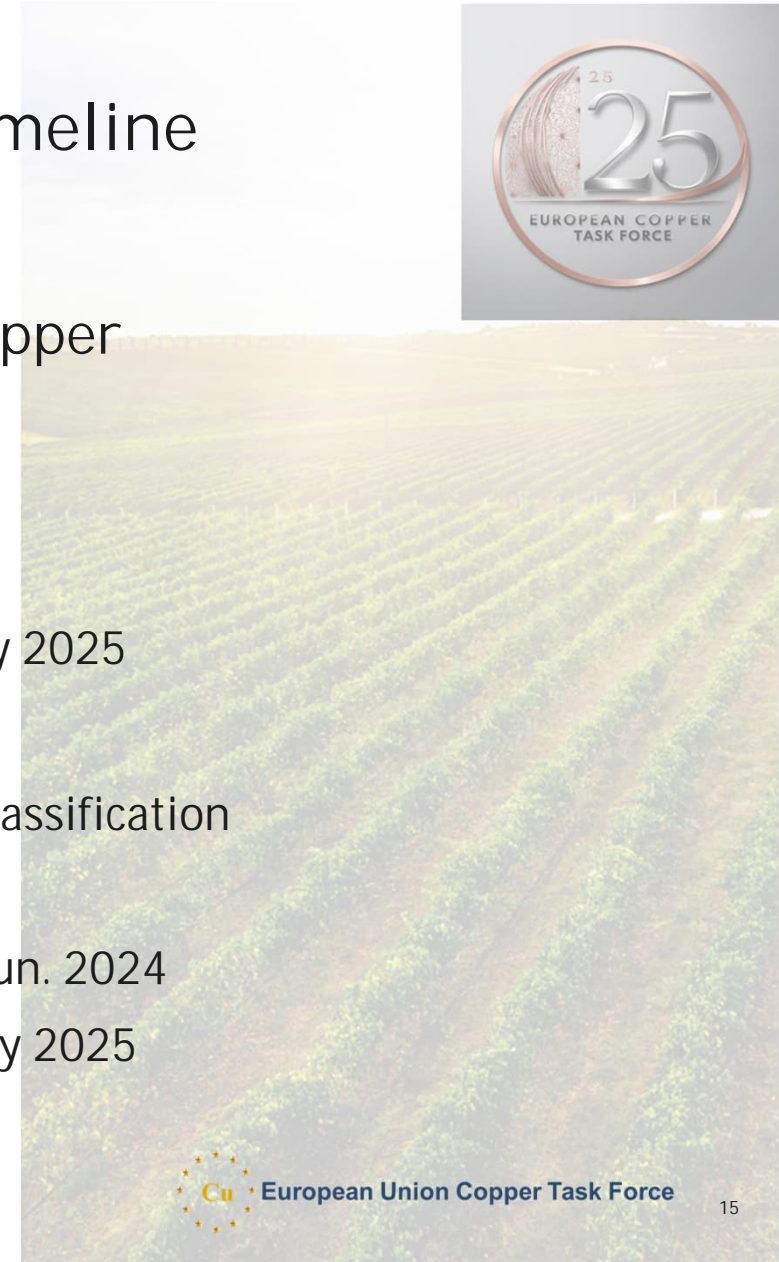 meline
25
25
EUROPEAN COPPER
TASK FORCE
pper
y 2025
assification
un. 2024
y 2025
Cu European Union Copper Task Force
15